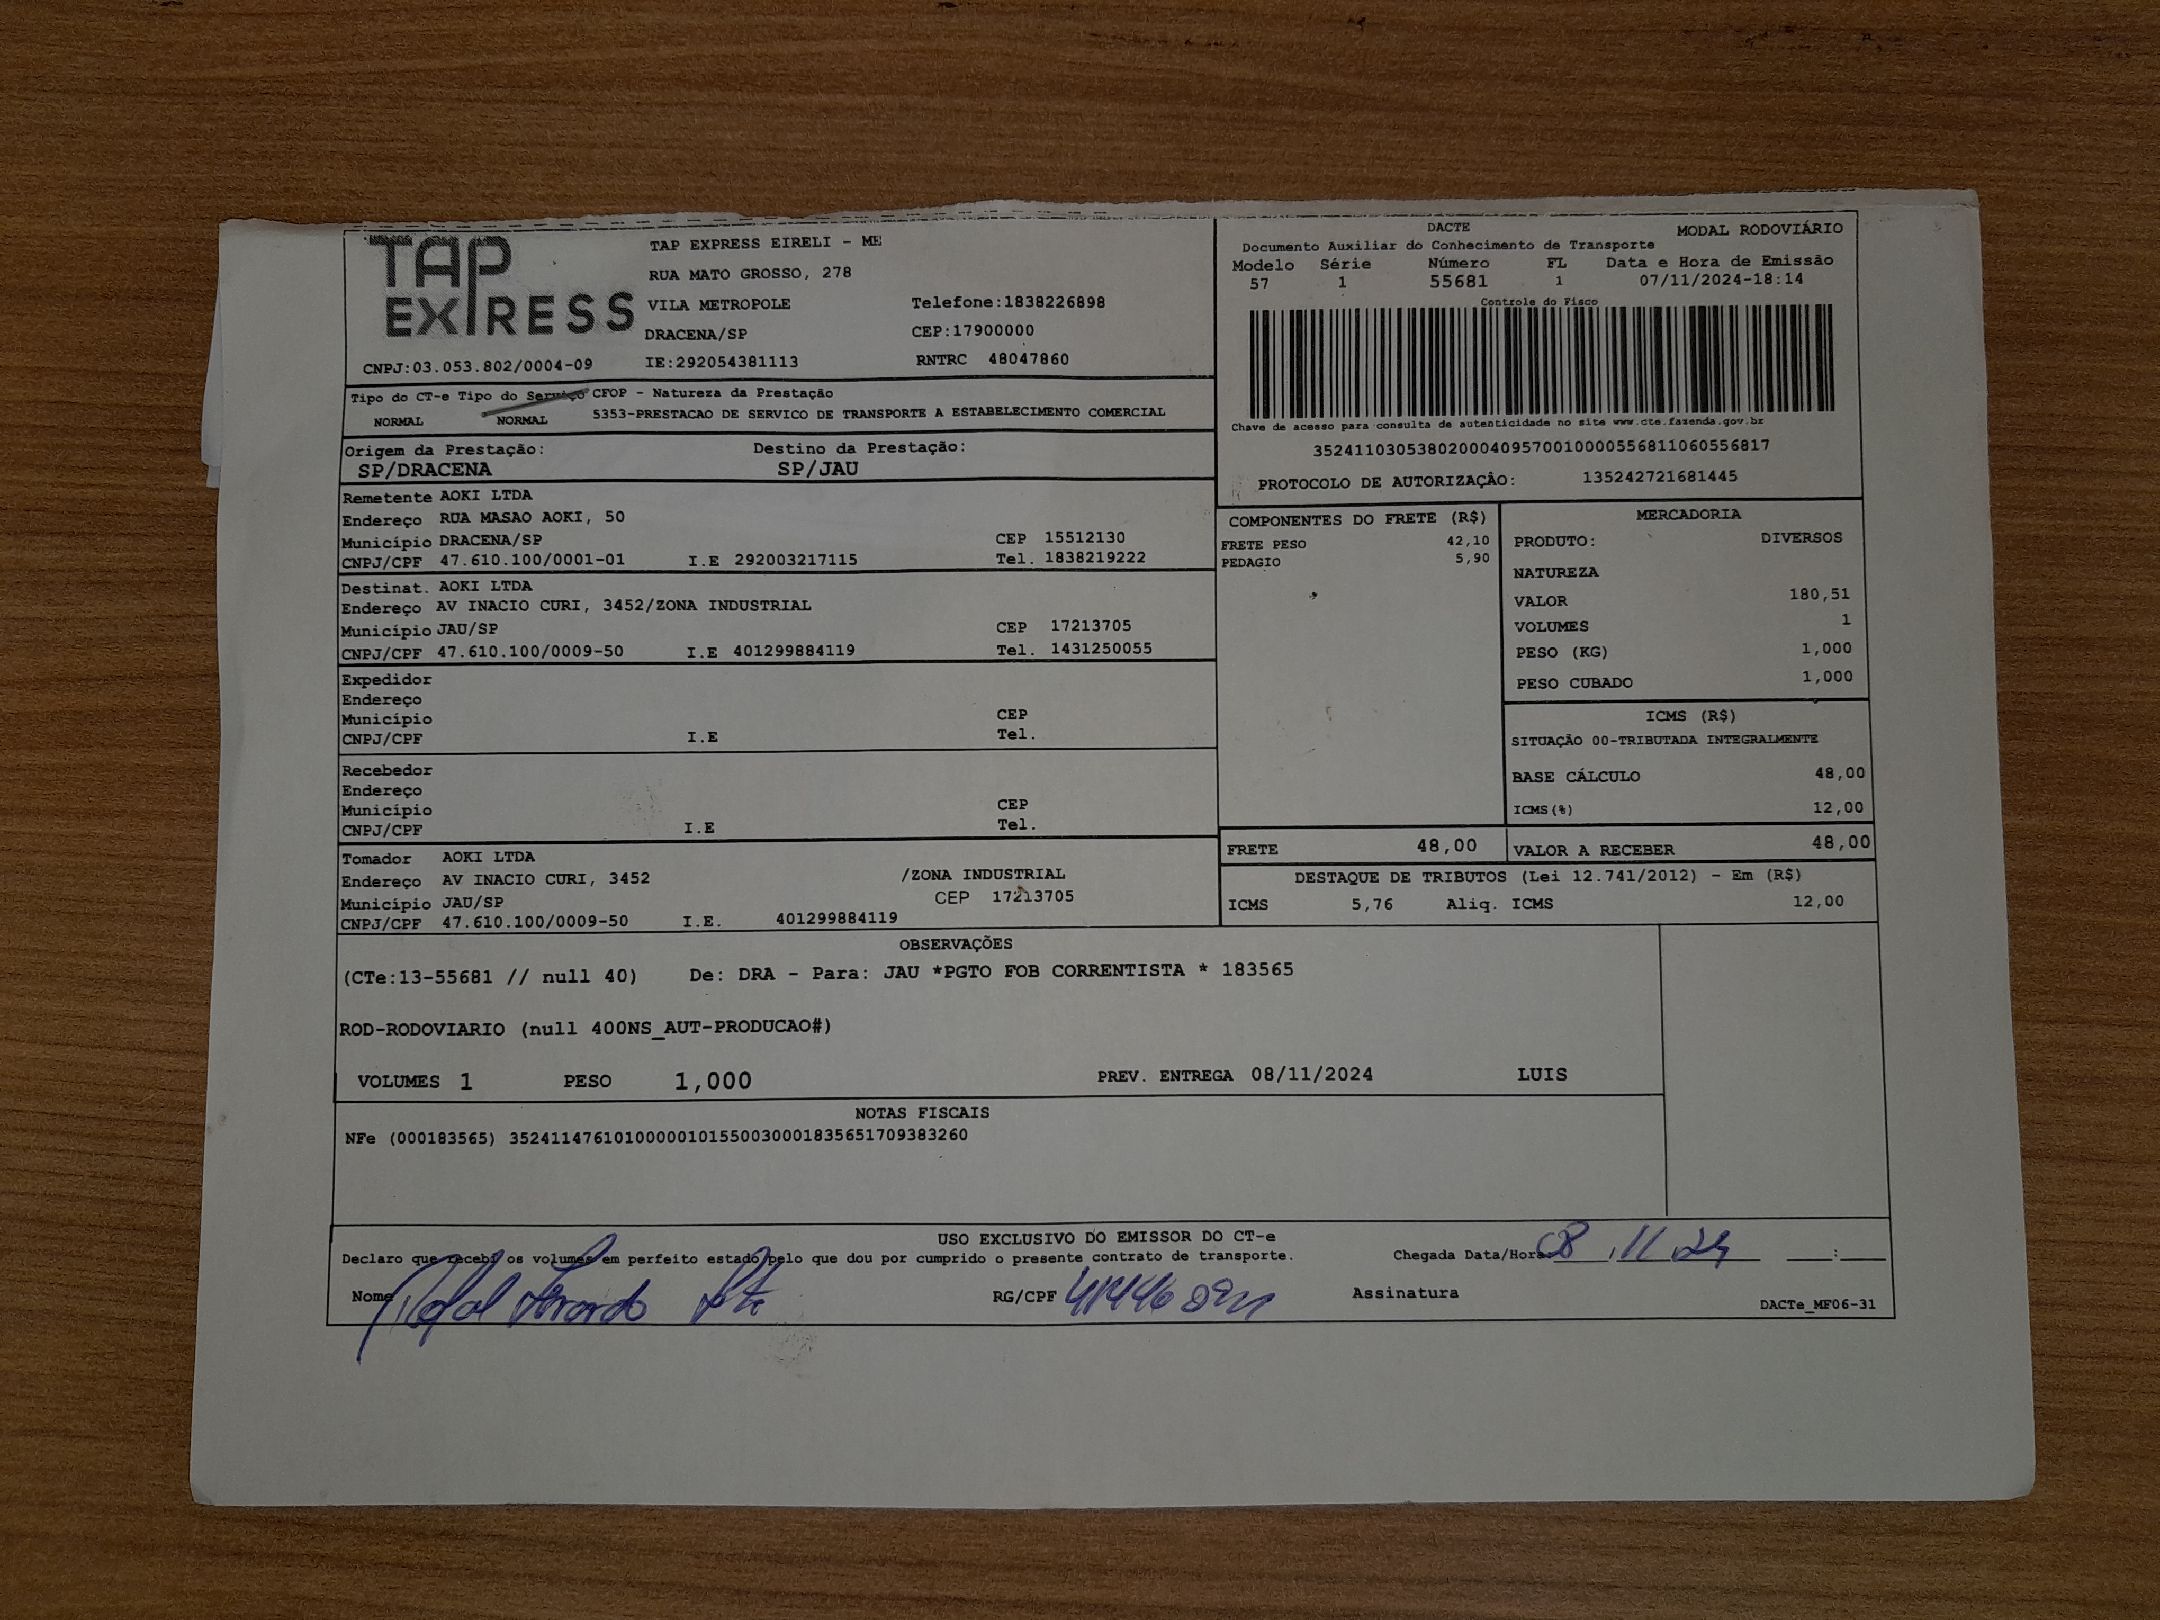 TAP
EXPRESS
CNPJ:03.053.802/0004-09
TAP EXPRESS EIRELI - ME
RUA MATO GROSSO, 278
VILA METROPOLE Telefone:1838226898
DRACENA/SP CEP:17900000
IE:292054381113 RNTRC 48047860
DACTE MODAL RODOVIÁRIO
Documento Auxiliar do Conhecimento de Transporte
Modelo Série Número FL Data e Hora de Emissão
57 1 55681 1 07/11/2024-18:14
Controle do Fisco
Chave de acesso para consulta de autenticidade no site www.cte.fazenda.gov.br
35241103053802000409570010000556811060556817
PROTOCOLO DE AUTORIZAÇÃO: 135242721681445
Tipo do CT-e Tipo do Serviço CFOP - Natureza da Prestação
NORMAL NORMAL 5353-PRESTACAO DE SERVICO DE TRANSPORTE A ESTABELECIMENTO COMERCIAL
Origem da Prestação: Destino da Prestação:
SP/DRACENA SP/JAU
Remetente AOKI LTDA
Endereço RUA MASAO AOKI, 50
Município DRACENA/SP CEP 15512130
CNPJ/CPF 47.610.100/0001-01 I.E 292003217115 Tel. 1838219222
Destinat. AOKI LTDA
Endereço AV INACIO CURI, 3452/ZONA INDUSTRIAL
Município JAU/SP CEP 17213705
CNPJ/CPF 47.610.100/0009-50 I.E 401299884119 Tel. 1431250055
Expedidor
Endereço
Município CEP
CNPJ/CPF I.E Tel.
Recebedor
Endereço
Município CEP
CNPJ/CPF I.E Tel.
Tomador AOKI LTDA
Endereço AV INACIO CURI, 3452 /ZONA INDUSTRIAL
Município JAU/SP CEP 17213705
CNPJ/CPF 47.610.100/0009-50 I.E. 401299884119
COMPONENTES DO FRETE (R$)
FRETE PESO 42,10
PEDAGIO 5,90
MERCADORIA
PRODUTO: DIVERSOS
NATUREZA
VALOR 180,51
VOLUMES 1
PESO (KG) 1,000
PESO CUBADO 1,000
ICMS (R$)
SITUAÇÃO 00-TRIBUTADA INTEGRALMENTE
BASE CÁLCULO 48,00
ICMS(%) 12,00
FRETE 48,00 VALOR A RECEBER 48,00
DESTAQUE DE TRIBUTOS (Lei 12.741/2012) - Em (R$)
ICMS 5,76 Aliq. ICMS 12,00
OBSERVAÇÕES
(CTe:13-55681 // null 40) De: DRA - Para: JAU *PGTO FOB CORRENTISTA * 183565
ROD-RODOVIARIO (null 400NS_AUT-PRODUCAO#)
VOLUMES 1 PESO 1,000 PREV. ENTREGA 08/11/2024 LUIS
NOTAS FISCAIS
NFe (000183565) 35241147610100000101550030001835651709383260
USO EXCLUSIVO DO EMISSOR DO CT-e
Declaro que recebi os volumes em perfeito estado pelo que dou por cumprido o presente contrato de transporte. Chegada Data/Hora 08 .11.24 __:__
Nome RG/CPF Assinatura
DACTe_MF06-31